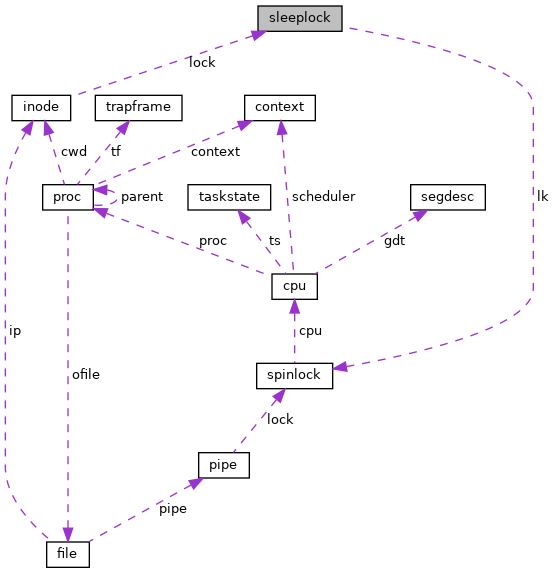 sleeplock
lock
inode
trapframe
context
cwd
tf
context
proc
parent
taskstate
scheduler
segdesc
lk
proc
ts
gdt
cpu
ip
cpu
ofile
spinlock
lock
pipe
pipe
file